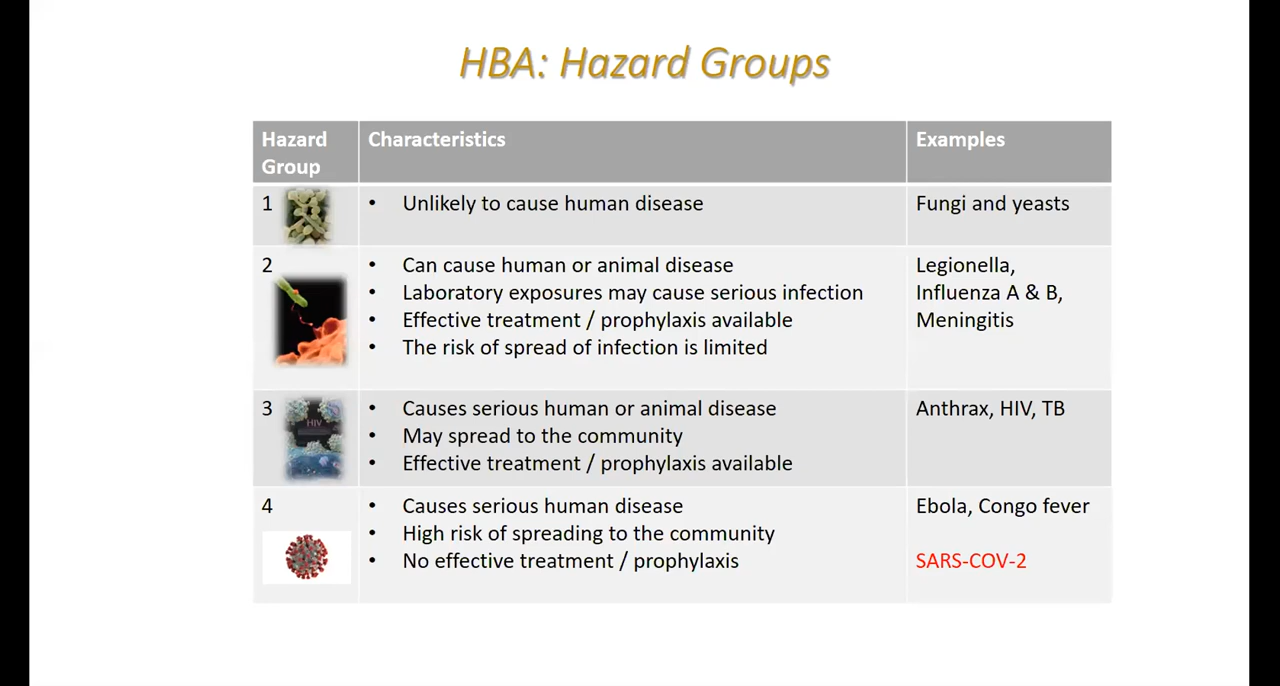 HBA: Hazard Groups
Hazard Group
Characteristics
Examples
1
• Unlikely to cause human disease
Fungi and yeasts
2
• Can cause human or animal disease
• Laboratory exposures may cause serious infection
• Effective treatment / prophylaxis available
• The risk of spread of infection is limited
Legionella,
Influenza A & B,
Meningitis
3
HIV
• Causes serious human or animal disease
• May spread to the community
• Effective treatment / prophylaxis available
Anthrax, HIV, TB
4
• Causes serious human disease
• High risk of spreading to the community
• No effective treatment / prophylaxis
Ebola, Congo fever
SARS-COV-2